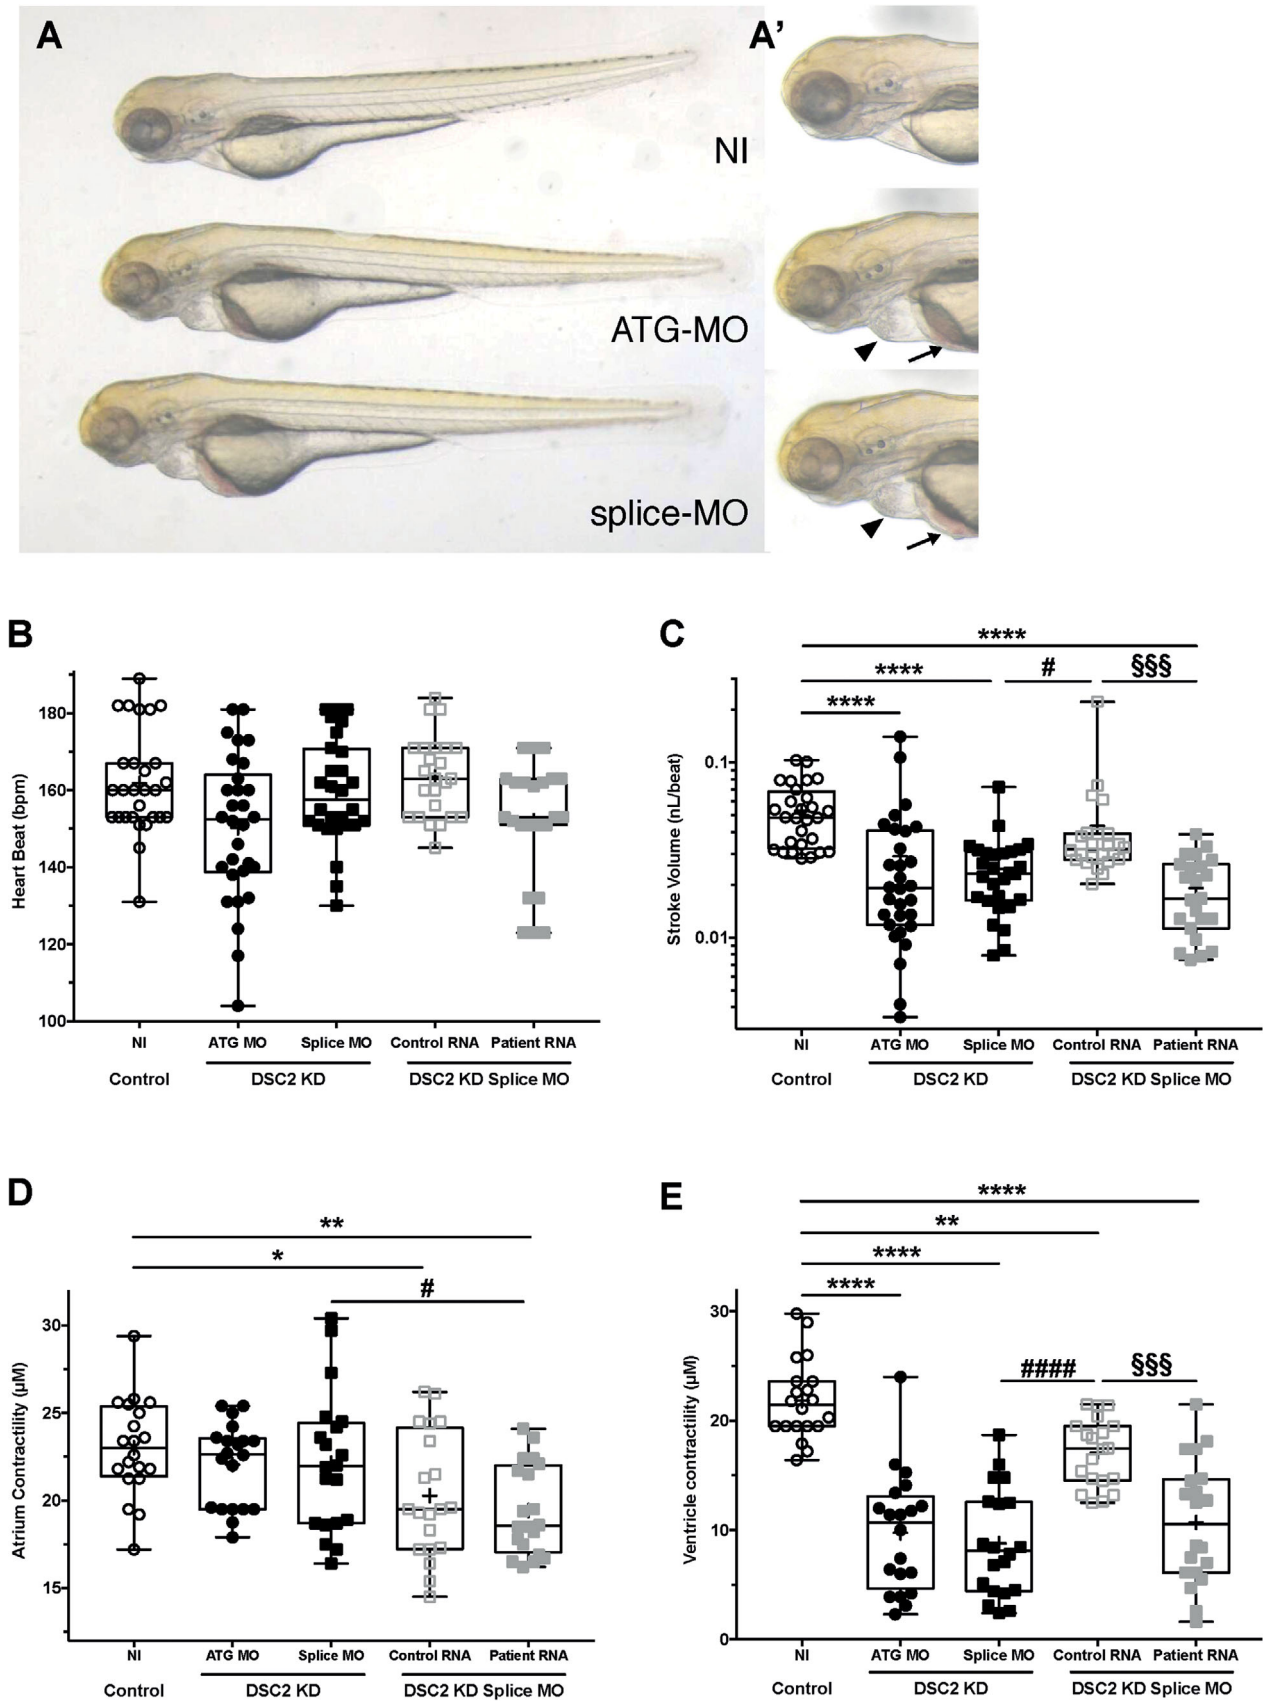 A
A’
NI
ATG-MO
splice-MO
B
Heart Beat (bpm)
180
160
140
120
100
NI
ATG MO
Splice MO
Control RNA
Patient RNA
Control
DSC2 KD
DSC2 KD Splice MO
C
****
**** # §§§
****
Stroke Volume (nL/beat)
0.1
0.01
NI
ATG MO
Splice MO
Control RNA
Patient RNA
Control
DSC2 KD
DSC2 KD Splice MO
D
**
*
#
Atrium Contractility (µM)
30
25
20
15
NI
ATG MO
Splice MO
Control RNA
Patient RNA
Control
DSC2 KD
DSC2 KD Splice MO
E
****
**
****
****
#### §§§
Ventricle contractility (µM)
30
20
10
0
NI
ATG MO
Splice MO
Control RNA
Patient RNA
Control
DSC2 KD
DSC2 KD Splice MO